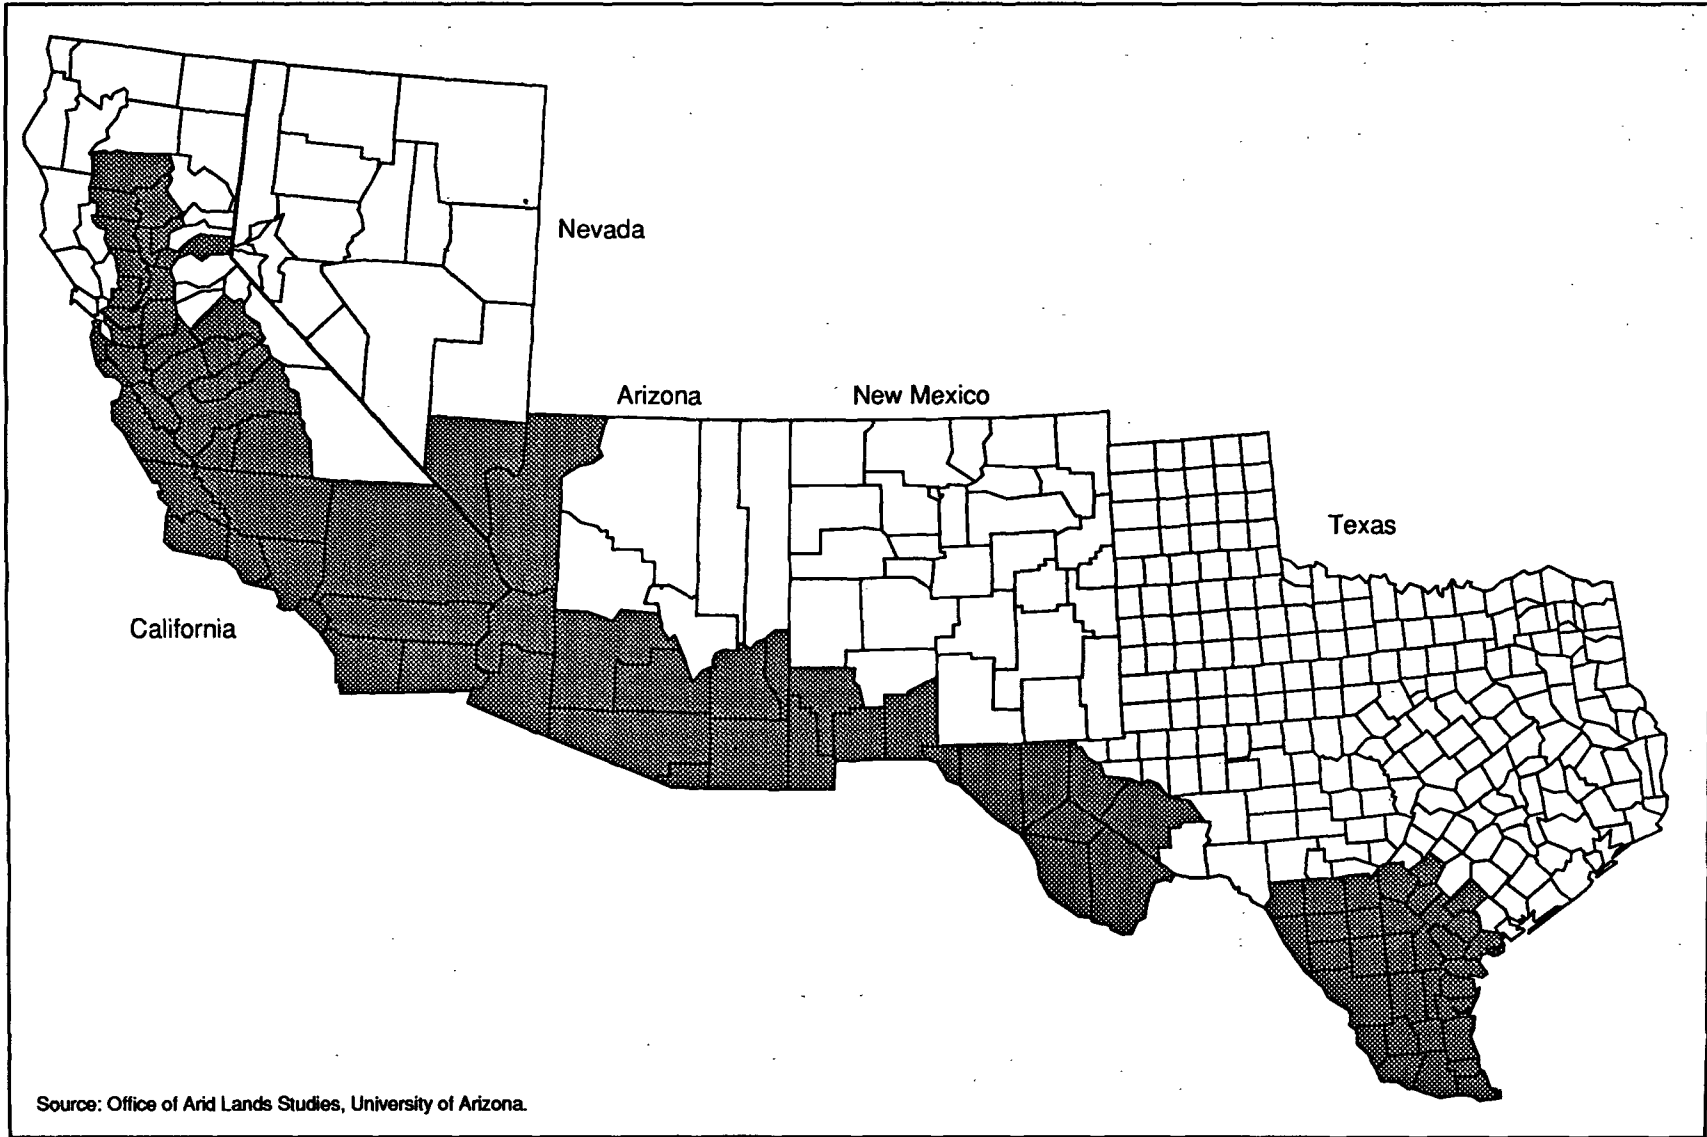 Nevada
Arizona
New Mexico
Texas
California
Source: Office of Arid Lands Studies, University of Arizona.